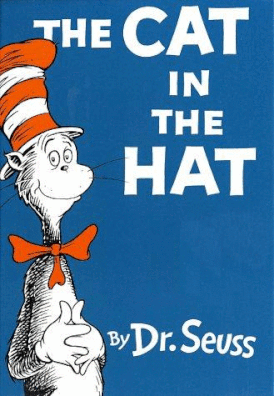 THE CAT
IN
THE
HAT
By Dr. Seuss